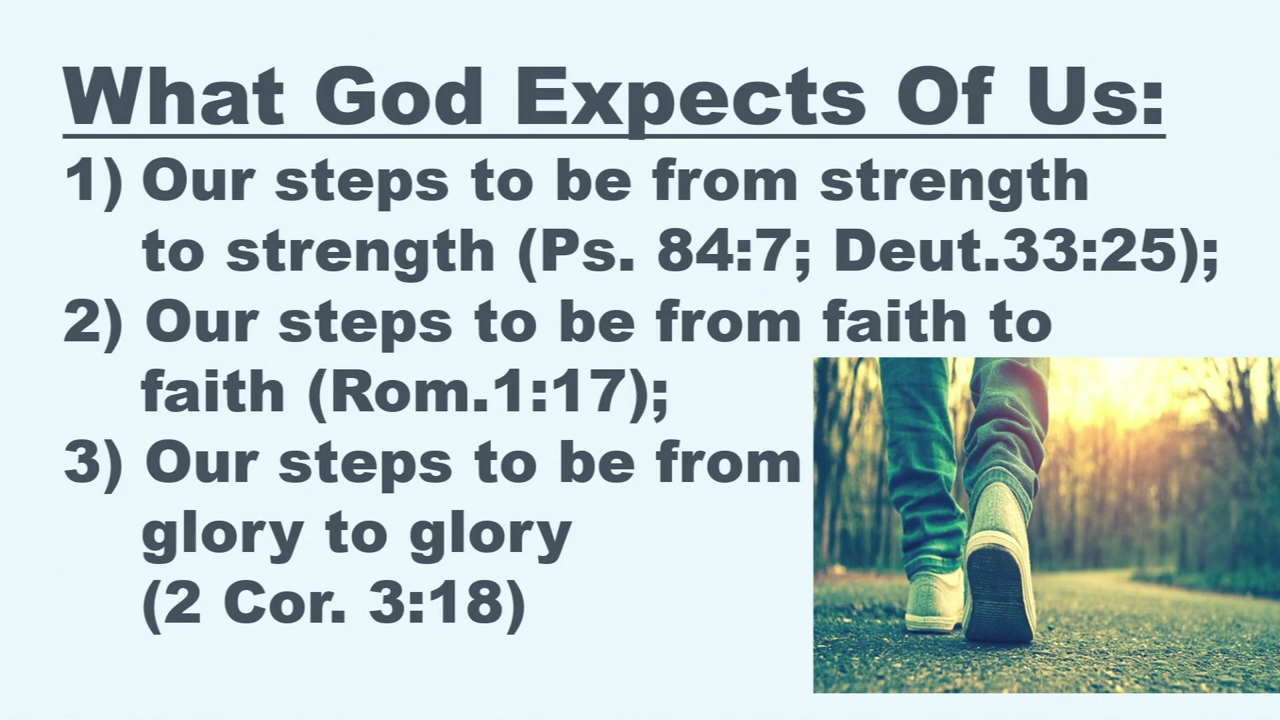 What God Expects Of Us:
1) Our steps to be from strength
to strength (Ps. 84:7; Deut.33:25);
2) Our steps to be from faith to
faith (Rom.1:17);
3) Our steps to be from
glory to glory
(2 Cor. 3:18)